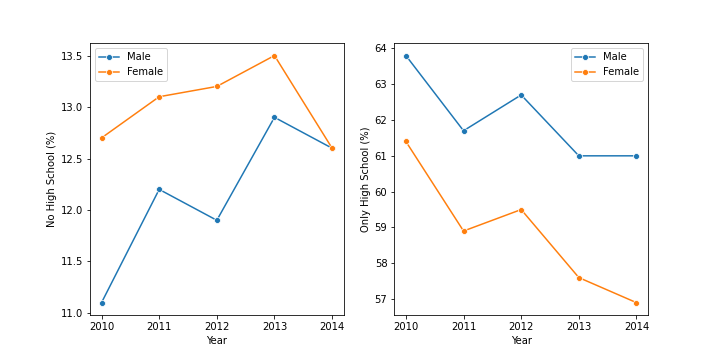 No High School (%)
13.5
13.0
12.5
12.0
11.5
11.0
Male
Female
2010 2011 2012 2013 2014
Year
Only High School (%)
64
63
62
61
60
59
58
57
Male
Female
2010 2011 2012 2013 2014
Year